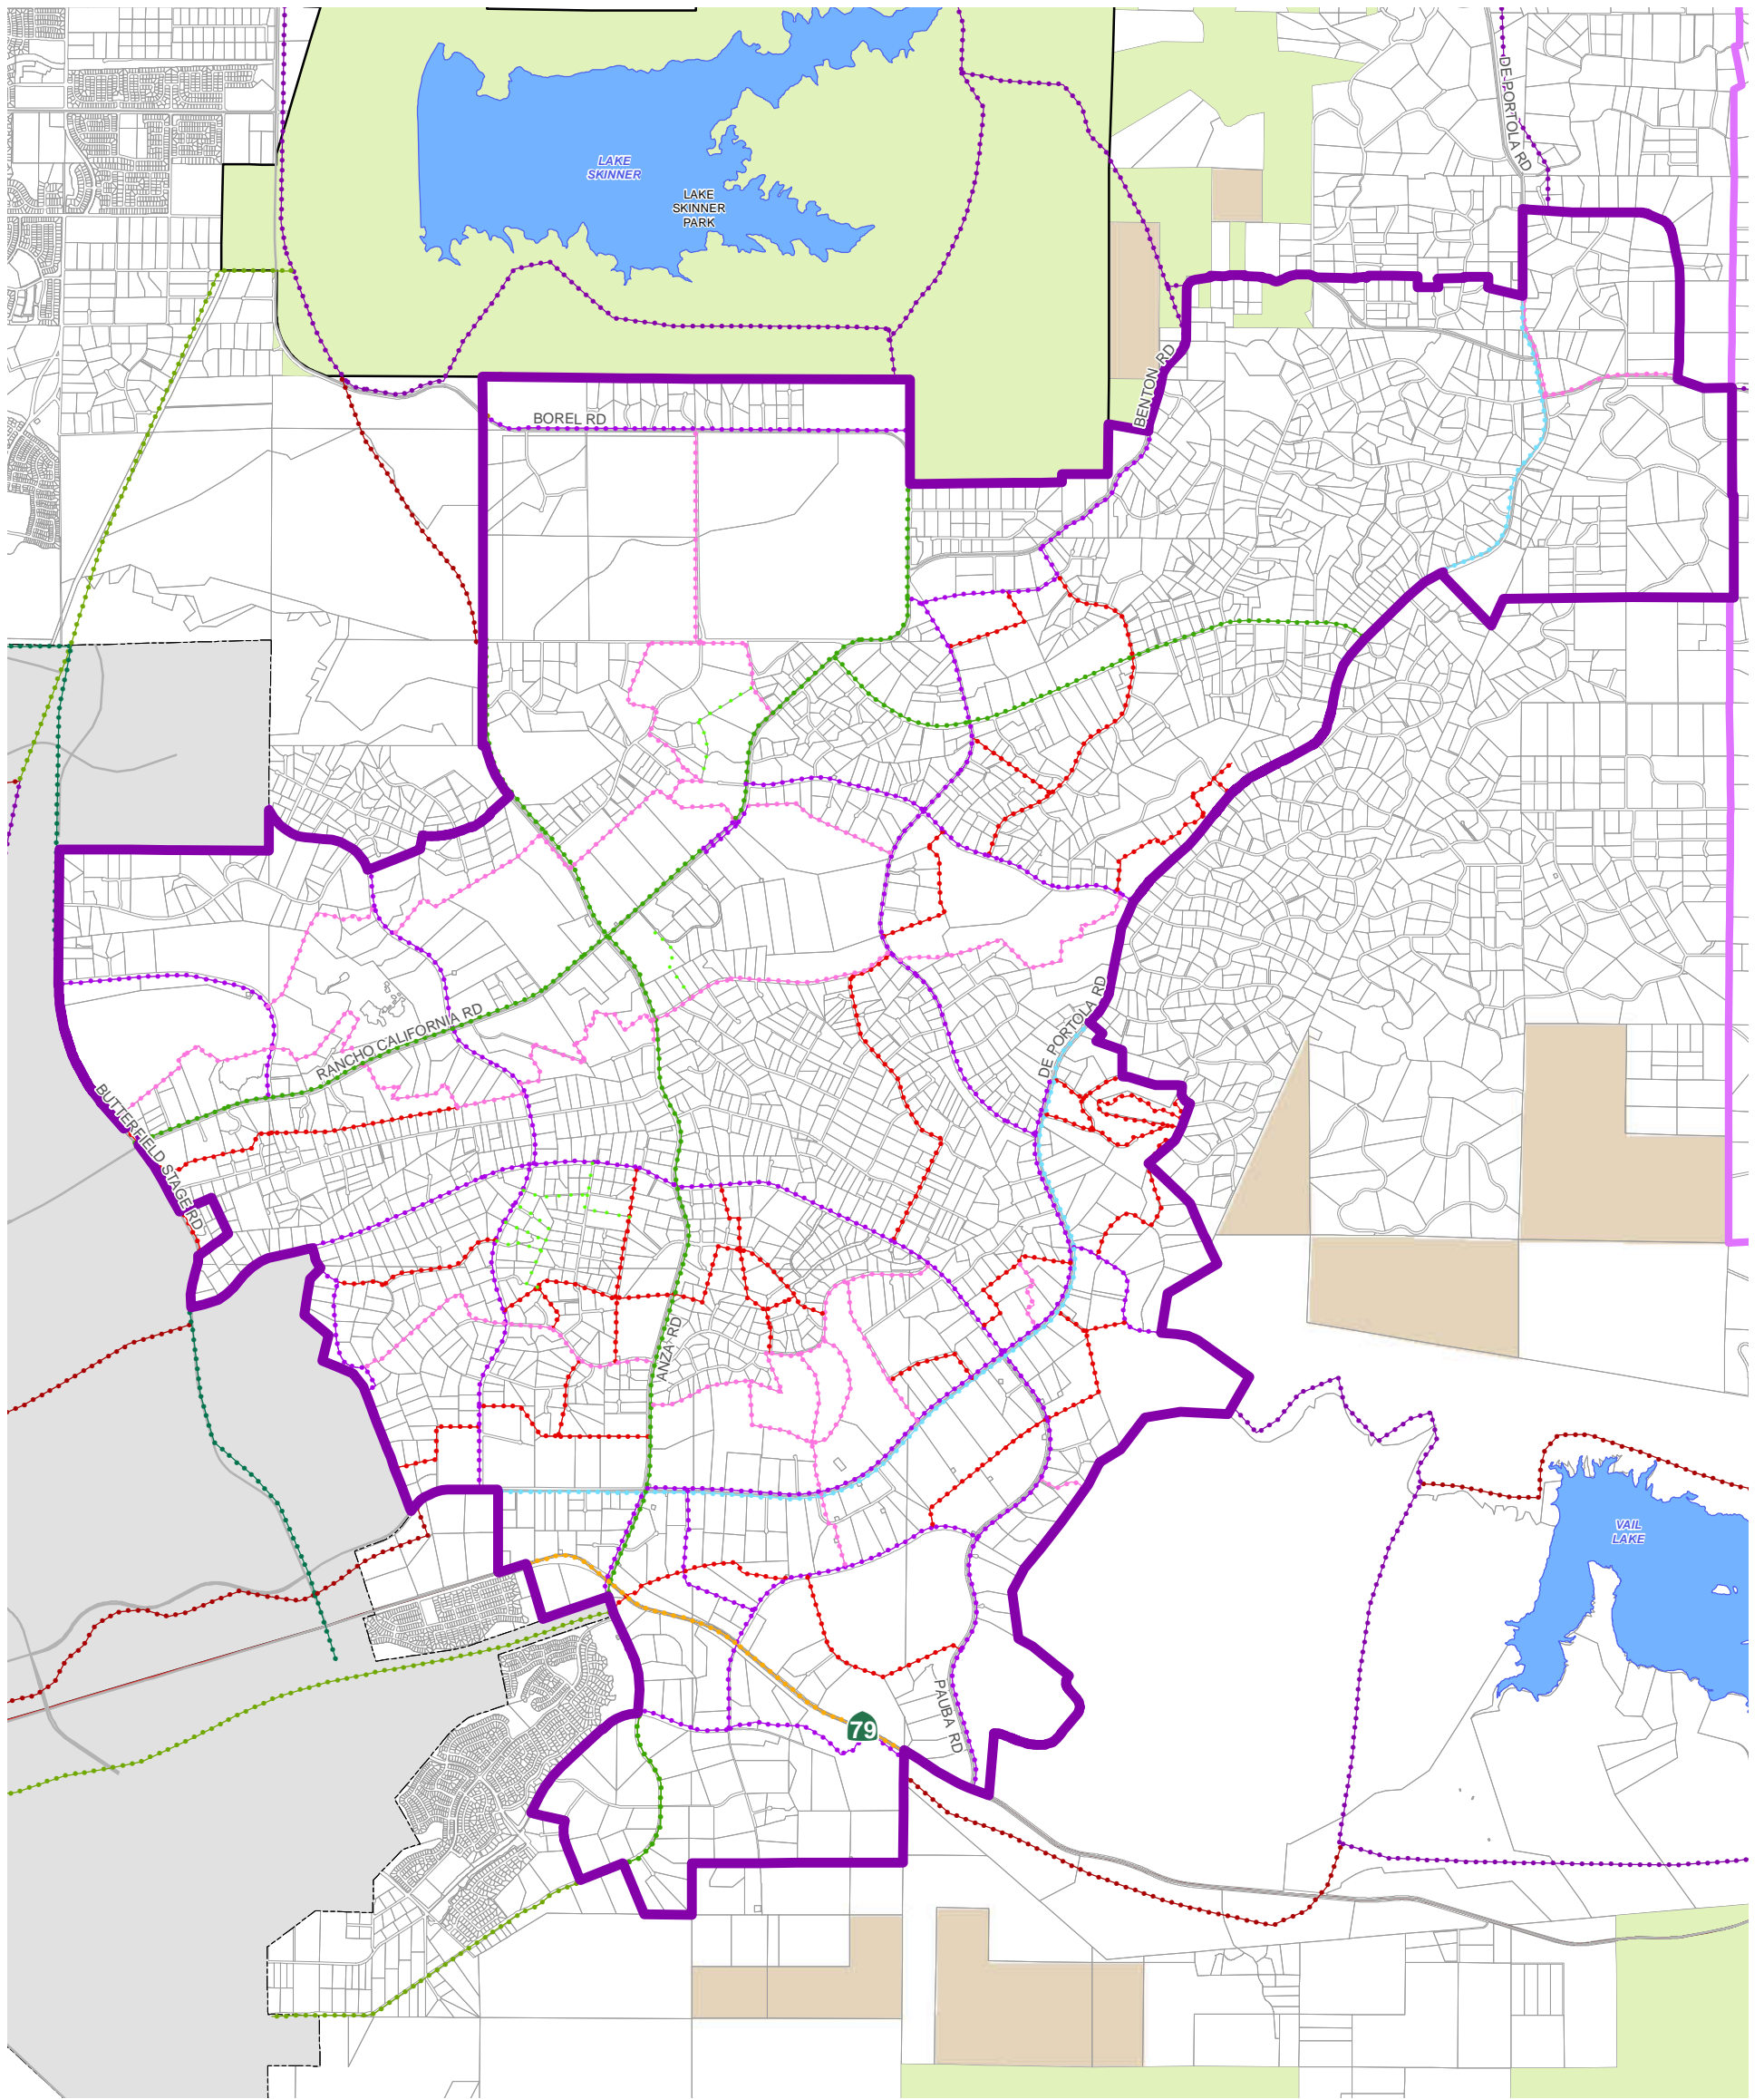 DE PORTOLA RD
LAKE
SKINNER
LAKE
SKINNER
PARK
BENTON RD
BOREL RD
DE PORTOLA RD
RANCHO CALIFORNIA RD
BUTTERFIELD STAGE RD
ANZA RD
VAIL
LAKE
PAUBA RD
79